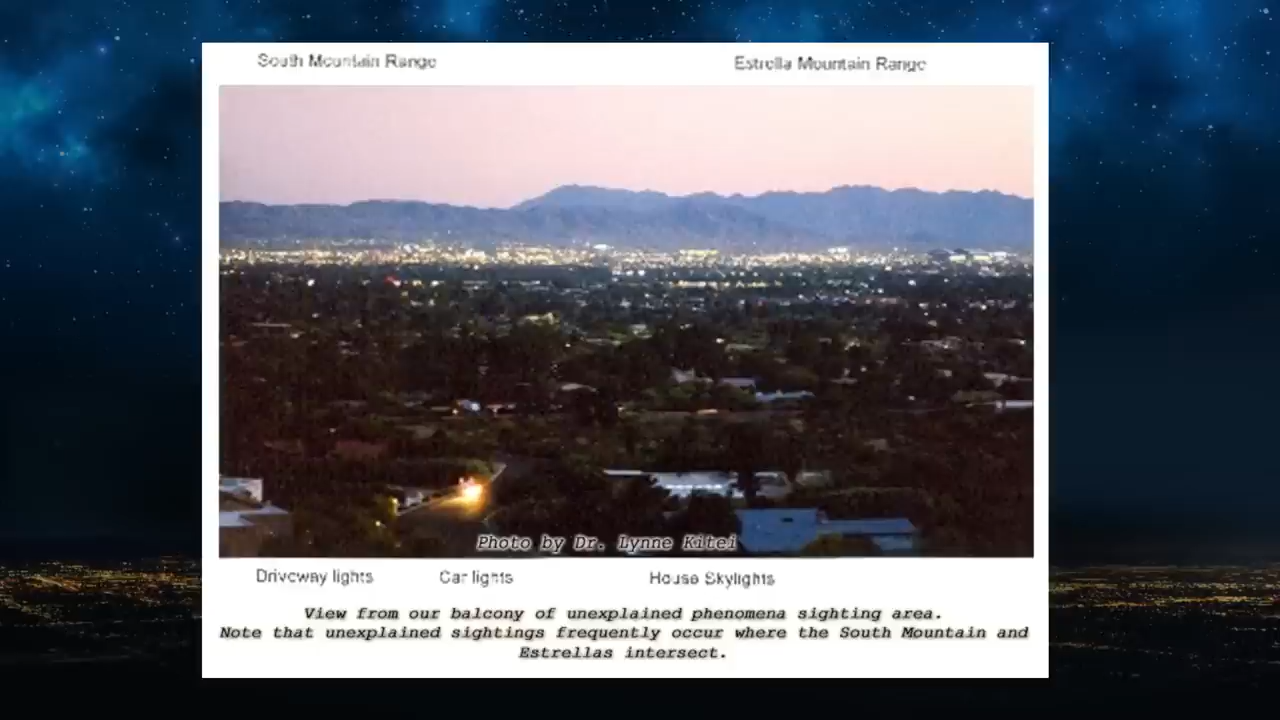 South Mountain Range
Estrella Mountain Range
Photo by Dr. Lynne Kitei
Driveway lights
Car lights
House Skylights
View from our balcony of unexplained phenomena sighting area.
Note that unexplained sightings frequently occur where the South Mountain and
Estrellas intersect.